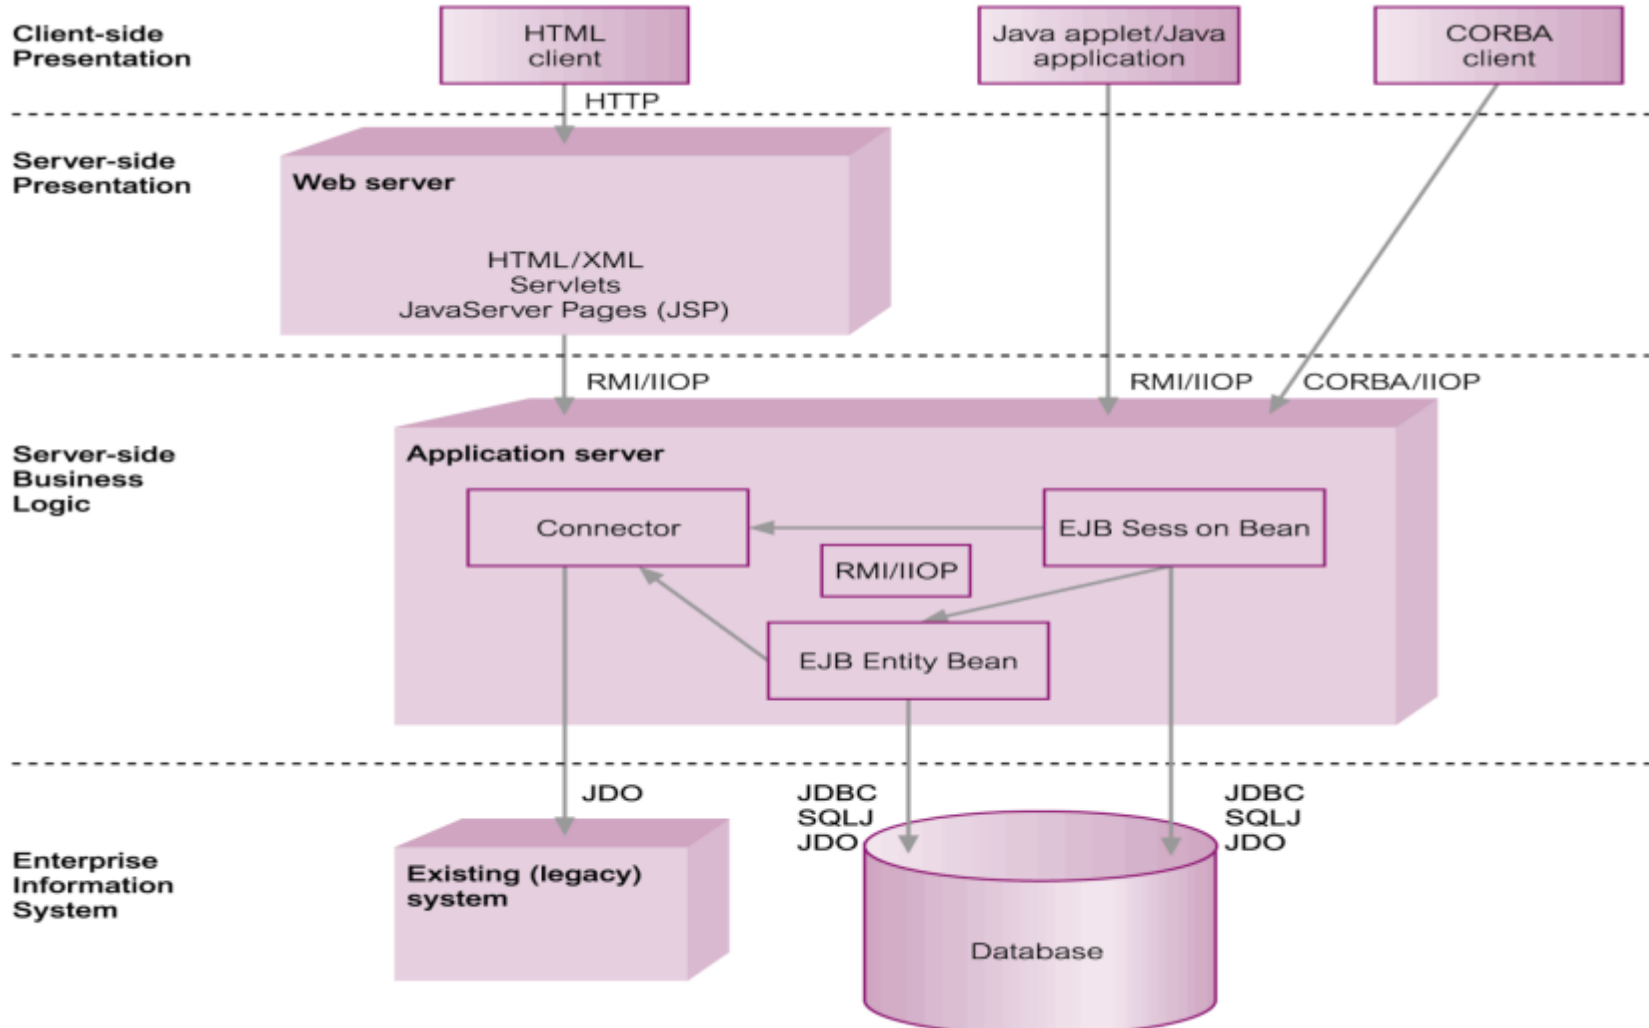 Client-side
Presentation
HTML
client
Java applet/Java
application
CORBA
client
HTTP
Server-side
Presentation
Web server
HTML/XML
Servlets
JavaServer Pages (JSP)
RMI/IIOP
RMI/IIOP
CORBA/IIOP
Server-side
Business
Logic
Application server
Connector
EJB Sess on Bean
RMI/IIOP
EJB Entity Bean
JDO
JDBC
SQLJ
JDO
JDBC
SQLJ
JDO
Enterprise
Information
System
Existing (legacy)
system
Database